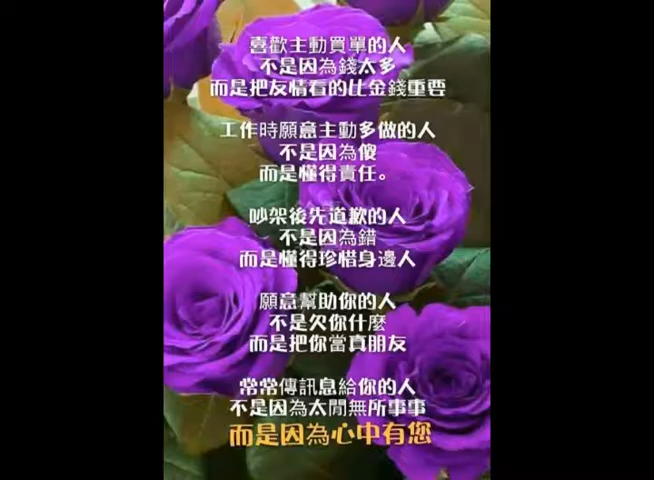 喜歡主動買單的人
不是因為錢太多
而是把友情看的比金錢重要
工作時願意主動多做的人
不是因為傻
而是懂得責任。
吵架後先道歉的人
不是因為錯
而是懂得珍惜身邊人
願意幫助你的人
不是欠你什麼
而是把你當真朋友
常常傳訊息給你的人
不是因為太閒無所事事
而是因為心中有您